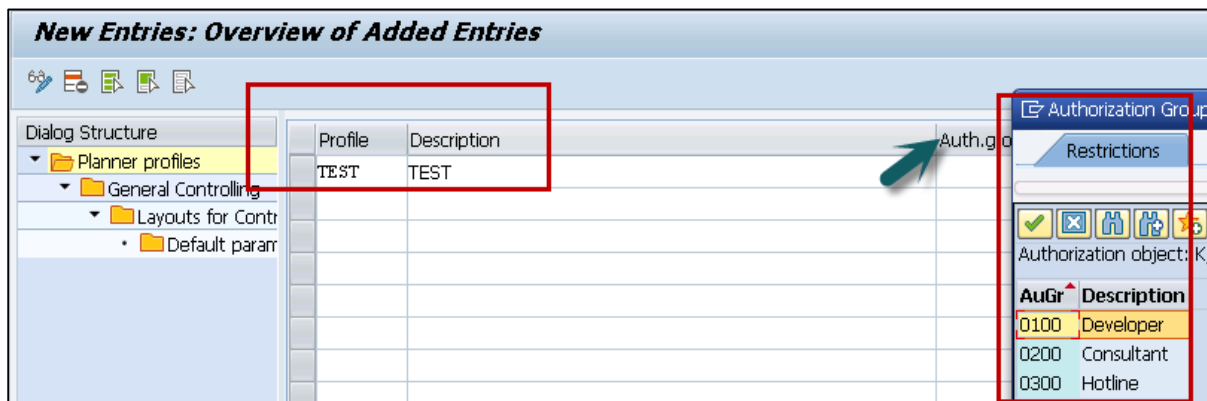 New Entries: Overview of Added Entries
Dialog Structure
Planner profiles
General Controlling
Layouts for Contr
Default param
Profile Description Auth.gro
TEST TEST
Authorization Group
Restrictions
Authorization object: K
AuGr Description
0100 Developer
0200 Consultant
0300 Hotline